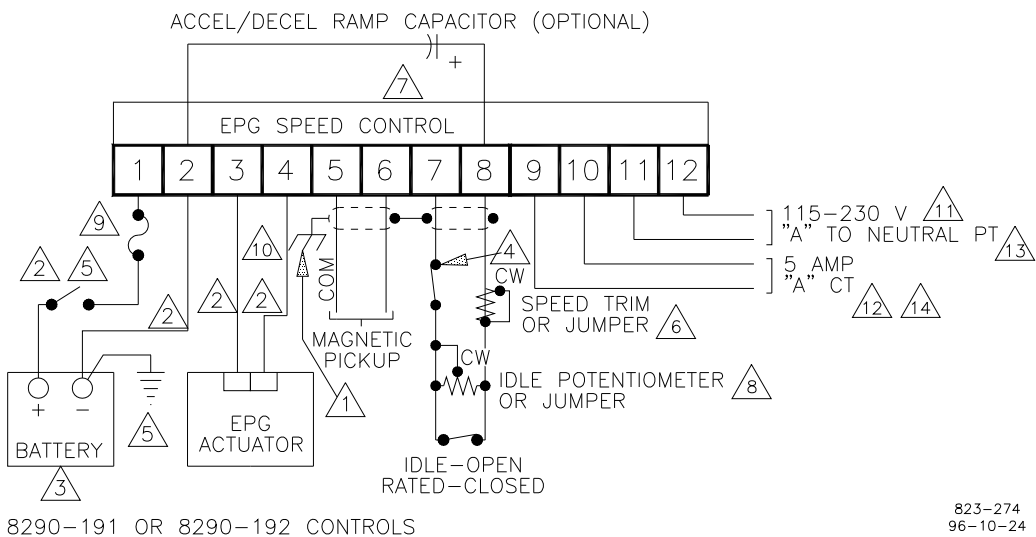 ACCEL/DECEL RAMP CAPACITOR (OPTIONAL)
+
7
EPG SPEED CONTROL
1 2 3 4 5 6 7 8 9 10 11 12
9
2 5
2
10
2 2
COM
4
CW
115-230 V 11
"A" TO NEUTRAL PT 13
5 AMP
"A" CT 12 14
SPEED TRIM
OR JUMPER 6
MAGNETIC
PICKUP
CW
IDLE POTENTIOMETER
OR JUMPER 8
1
+ -
BATTERY
5
3
EPG
ACTUATOR
IDLE-OPEN
RATED-CLOSED
8290-191 OR 8290-192 CONTROLS
823-274
96-10-24